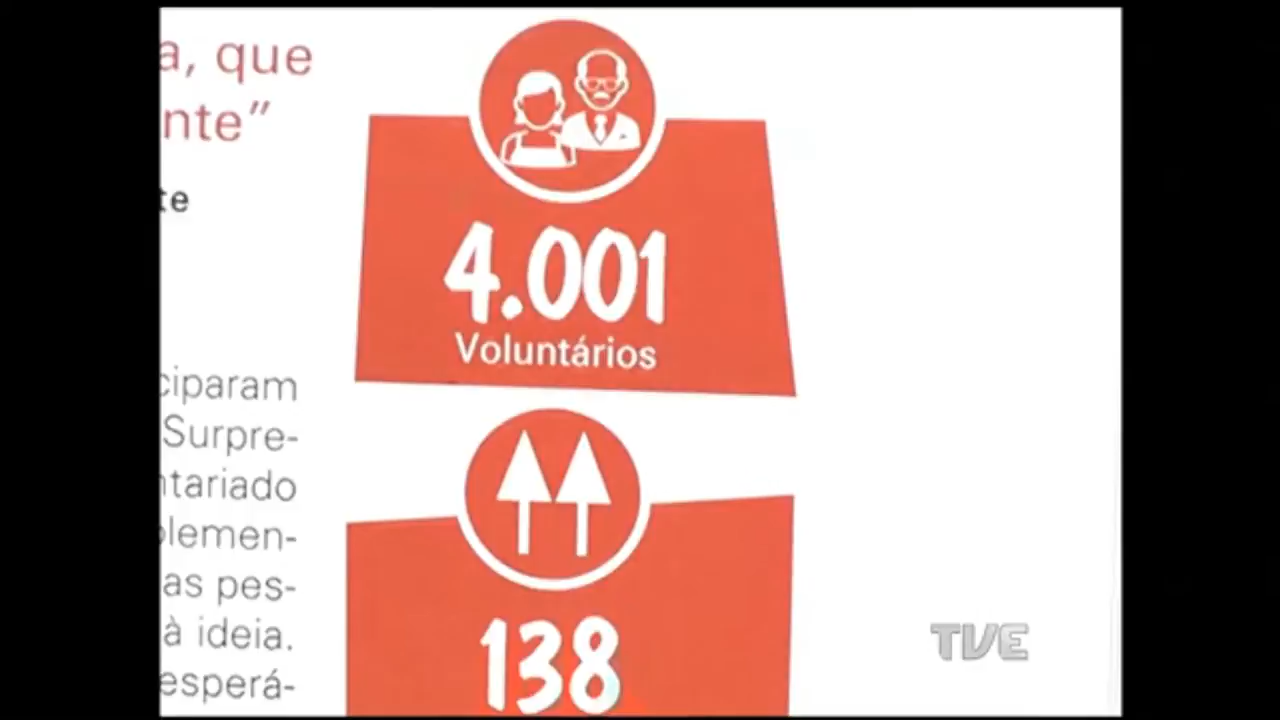 a, que
nte”
te
ciparam
Surpre-
ntariado
plemen-
as pes-
à ideia.
esperá-
4.001
Voluntários
138
TVE